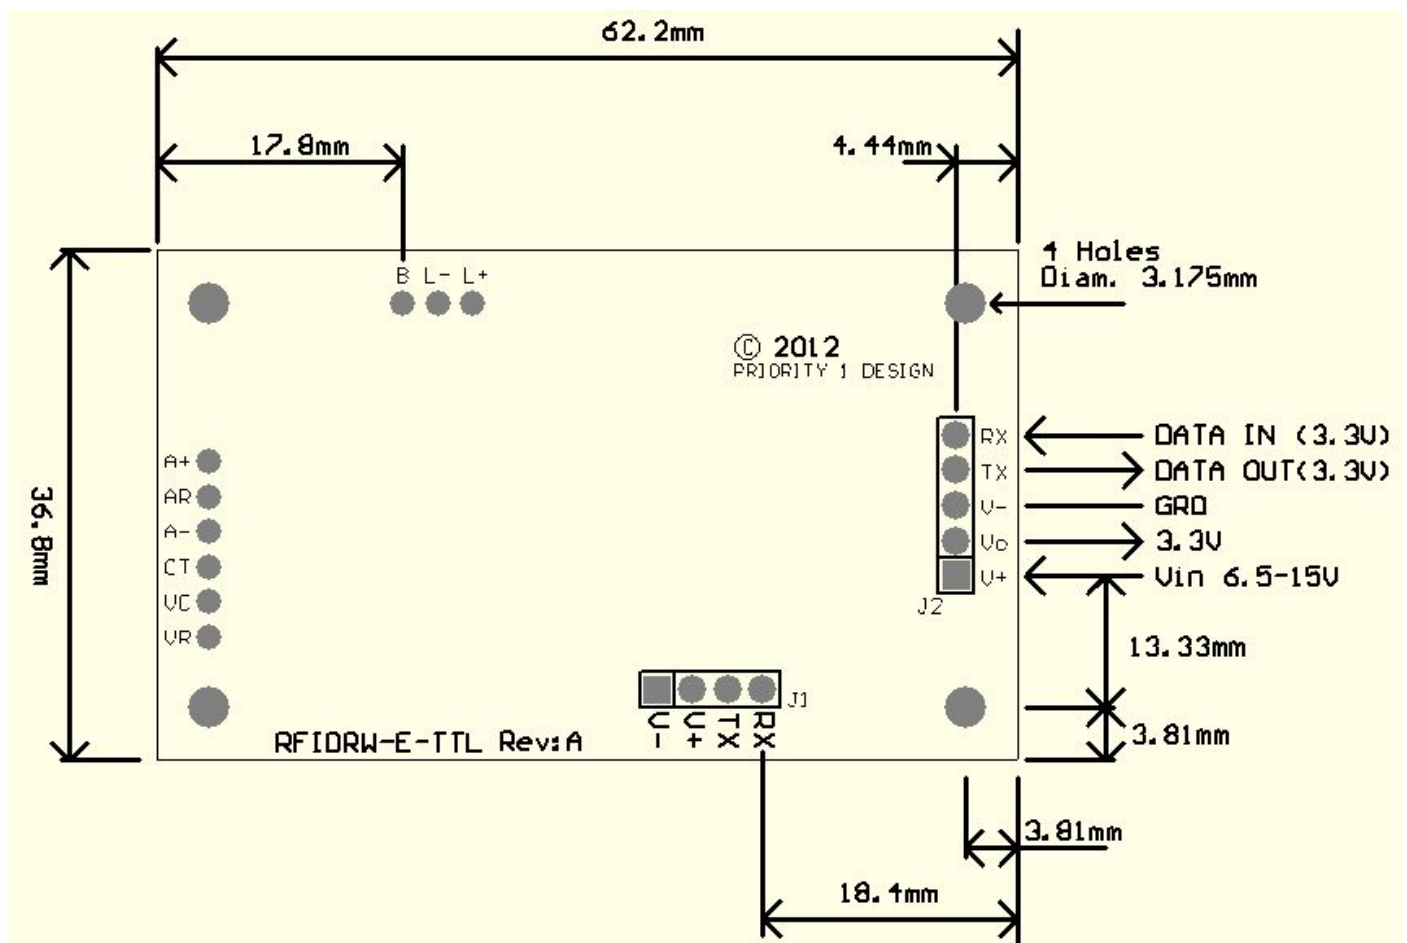 62.2mm
17.8mm
4.44mm
4 Holes
Diam. 3.175mm
B L- L+
© 2012
PRIORITY 1 DESIGN
RX
DATA IN (3.3V)
TX
DATA OUT(3.3V)
V-
GRD
Vo
3.3V
V+
Vin 6.5-15V
J2
A+
AR
A-
CT
VC
VR
36.8mm
13.33mm
J1
V- V+ TX RX
RFIDRW-E-TTL Rev:A
3.81mm
3.81mm
18.4mm